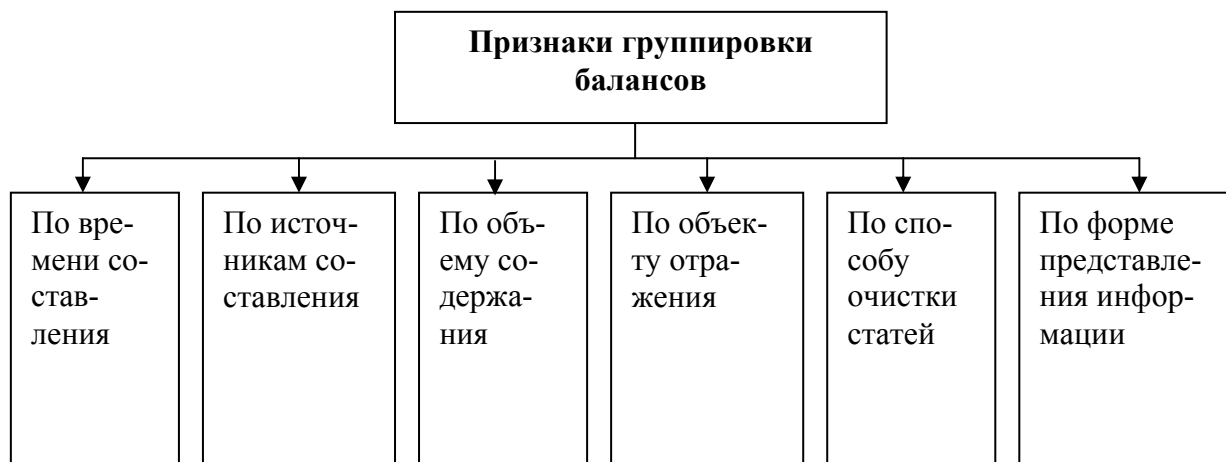 Признаки группировки
балансов
По вре-
мени со-
став-
ления
По источ-
никам со-
ставления
По объ-
ему со-
держа-
ния
По объек-
ту отра-
жения
По спо-
собу
очистки
статей
По форме
представле-
ния инфор-
мации